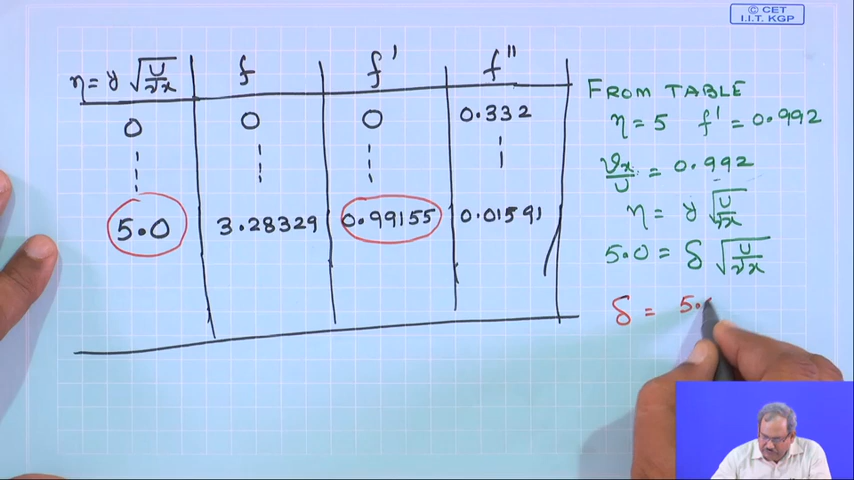 © CET
I.I.T. KGP
η = y √(U/νx) f f' f''
0 0 0 0.332
5.0 3.28329 0.99155 0.01591
FROM TABLE
η = 5 f' = 0.992
vx/U = 0.992
η = y √(U/νx)
5.0 = δ √(U/νx)
δ = 5.